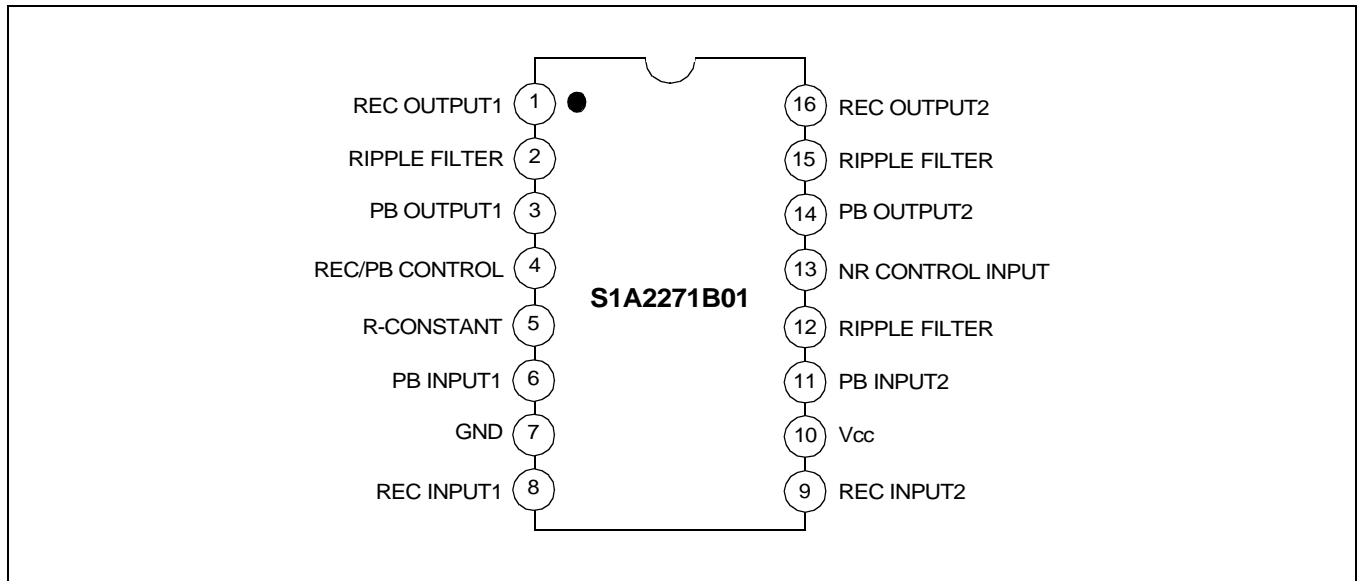 REC OUTPUT1 1
RIPPLE FILTER 2
PB OUTPUT1 3
REC/PB CONTROL 4
R-CONSTANT 5
PB INPUT1 6
GND 7
REC INPUT1 8
S1A2271B01
16 REC OUTPUT2
15 RIPPLE FILTER
14 PB OUTPUT2
13 NR CONTROL INPUT
12 RIPPLE FILTER
11 PB INPUT2
10 Vcc
9 REC INPUT2